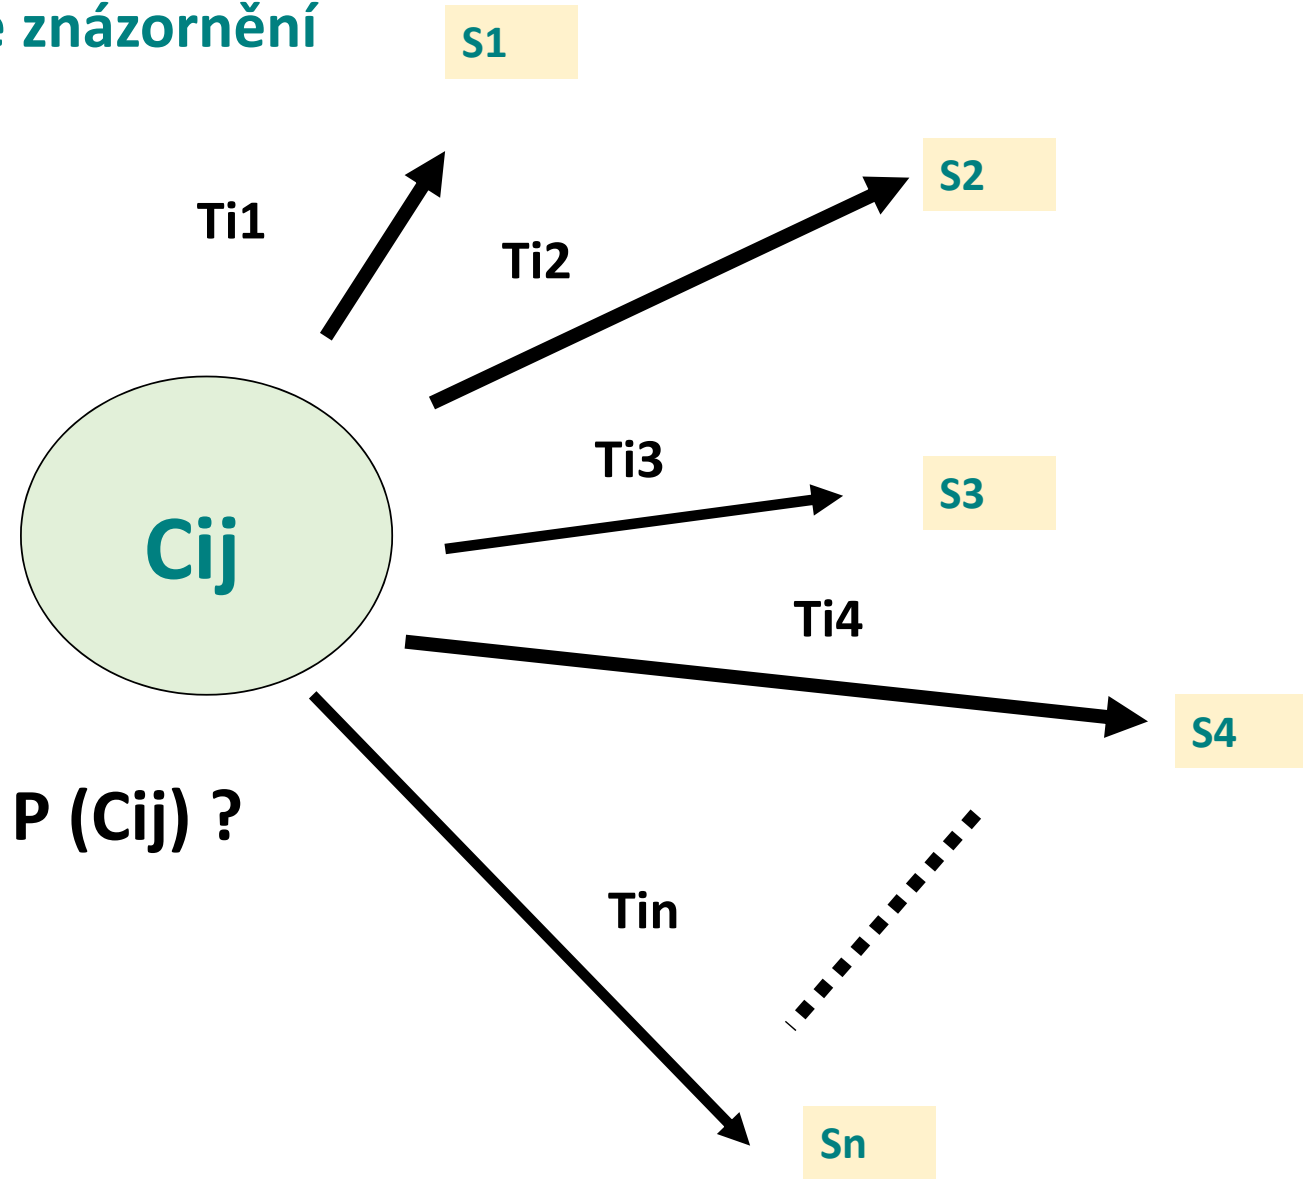 znázornění
S1
S2
Ti1
Ti2
Ti3
S3
Cij
Ti4
S4
P (Cij) ?
Tin
Sn